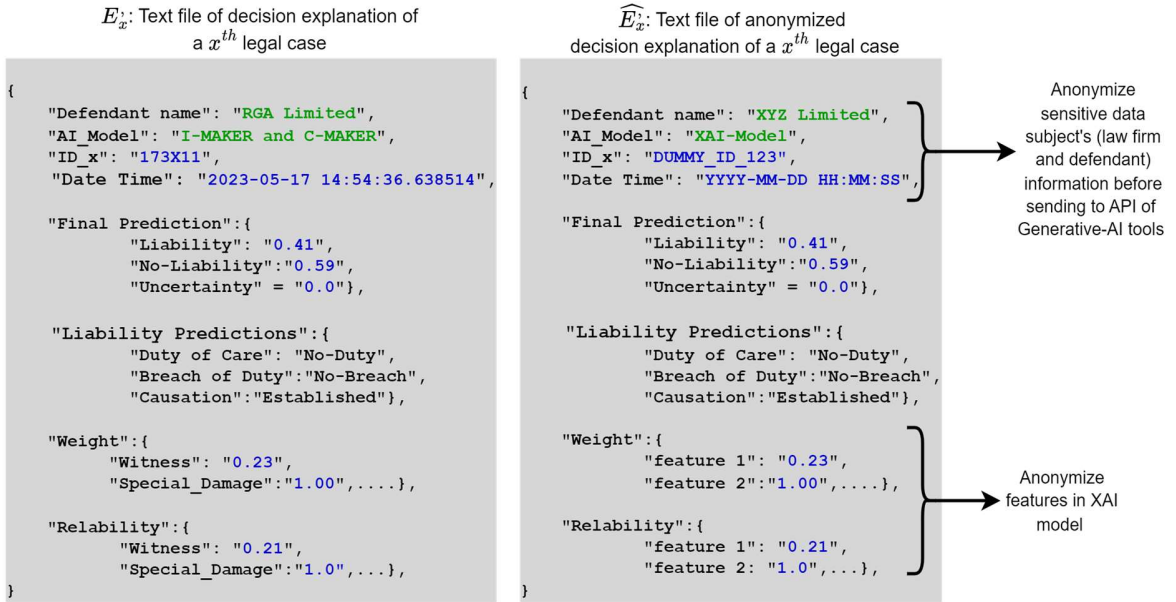 E_x^': Text file of decision explanation of
a x^th legal case
{
"Defendant name": "RGA Limited",
"AI_Model": "I-MAKER and C-MAKER",
"ID_x": "173X11",
"Date Time": "2023-05-17 14:54:36.638514",
"Final Prediction":{
"Liability": "0.41",
"No-Liability":"0.59",
"Uncertainty" = "0.0"},
"Liability Predictions":{
"Duty of Care": "No-Duty",
"Breach of Duty":"No-Breach",
"Causation":"Established"},
"Weight":{
"Witness": "0.23",
"Special_Damage":"1.00",....},
"Relability":{
"Witness": "0.21",
"Special_Damage":"1.0",...},
}
\widehat{E_x^'}: Text file of anonymized
decision explanation of a x^th legal case
{
"Defendant name": "XYZ Limited",
"AI_Model": "XAI-Model",
"ID_x": "DUMMY_ID_123",
"Date Time": "YYYY-MM-DD HH:MM:SS",
"Final Prediction":{
"Liability": "0.41",
"No-Liability":"0.59",
"Uncertainty" = "0.0"},
"Liability Predictions":{
"Duty of Care": "No-Duty",
"Breach of Duty":"No-Breach",
"Causation":"Established"},
"Weight":{
"feature 1": "0.23",
"feature 2":"1.00",....},
"Relability":{
"feature 1": "0.21",
"feature 2: "1.0",...},
}
Anonymize
sensitive data
subject's (law firm
and defendant)
information before
sending to API of
Generative-AI tools
Anonymize
features in XAI
model